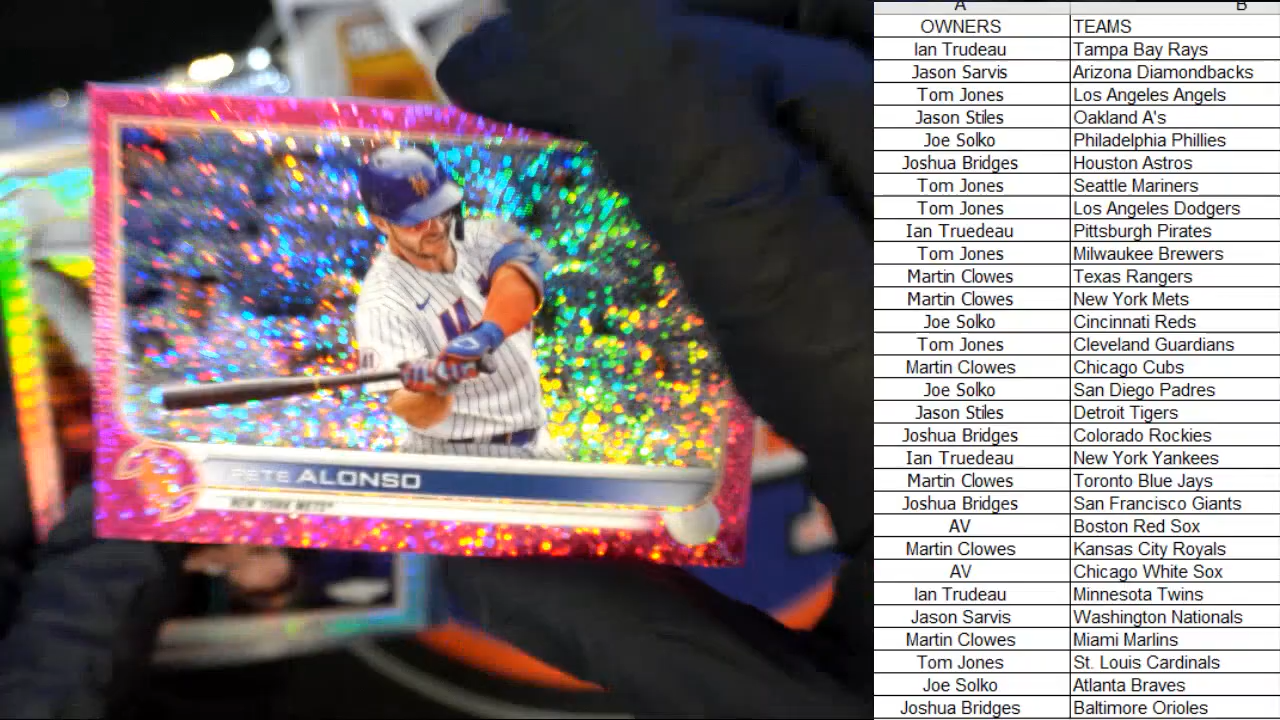 PETE ALONSO
NEW YORK METS
A B
OWNERS TEAMS
Ian Trudeau Tampa Bay Rays
Jason Sarvis Arizona Diamondbacks
Tom Jones Los Angeles Angels
Jason Stiles Oakland A's
Joe Solko Philadelphia Phillies
Joshua Bridges Houston Astros
Tom Jones Seattle Mariners
Tom Jones Los Angeles Dodgers
Ian Truedeau Pittsburgh Pirates
Tom Jones Milwaukee Brewers
Martin Clowes Texas Rangers
Martin Clowes New York Mets
Joe Solko Cincinnati Reds
Tom Jones Cleveland Guardians
Martin Clowes Chicago Cubs
Joe Solko San Diego Padres
Jason Stiles Detroit Tigers
Joshua Bridges Colorado Rockies
Ian Truedeau New York Yankees
Martin Clowes Toronto Blue Jays
Joshua Bridges San Francisco Giants
AV Boston Red Sox
Martin Clowes Kansas City Royals
AV Chicago White Sox
Ian Trudeau Minnesota Twins
Jason Sarvis Washington Nationals
Martin Clowes Miami Marlins
Tom Jones St. Louis Cardinals
Joe Solko Atlanta Braves
Joshua Bridges Baltimore Orioles